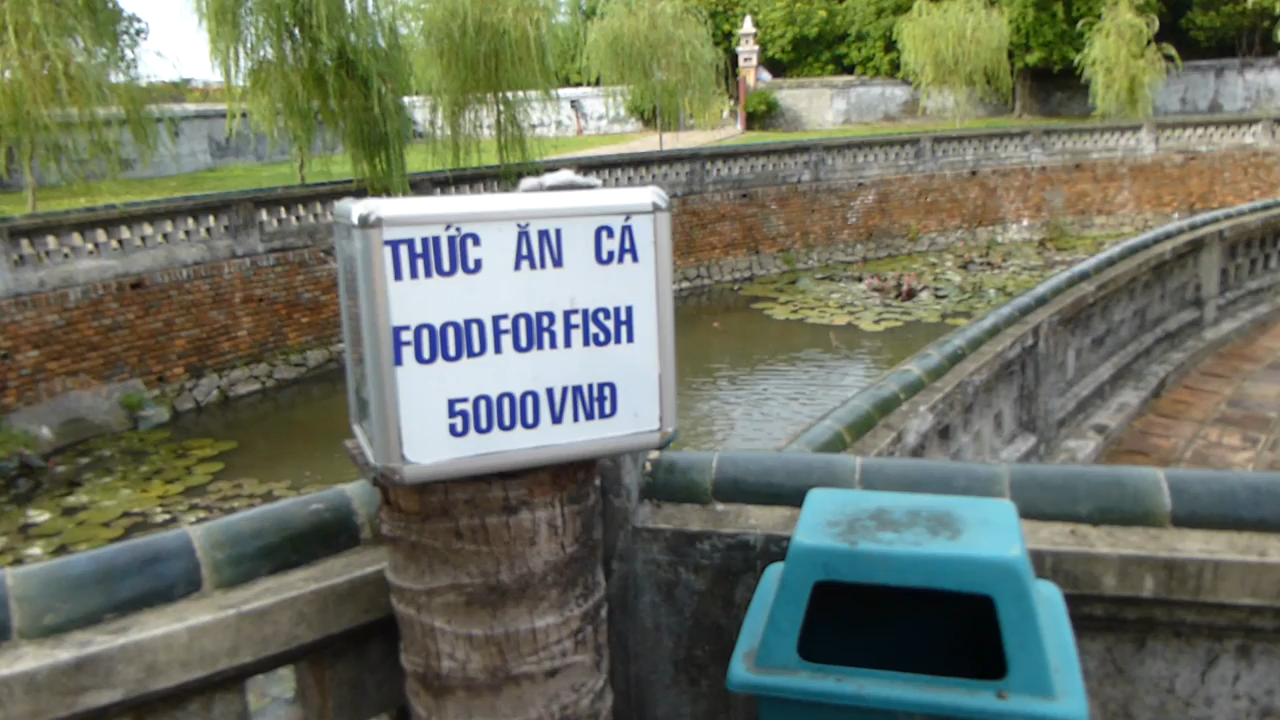 THỨC ĂN CÁ
FOOD FOR FISH
5000 VNĐ